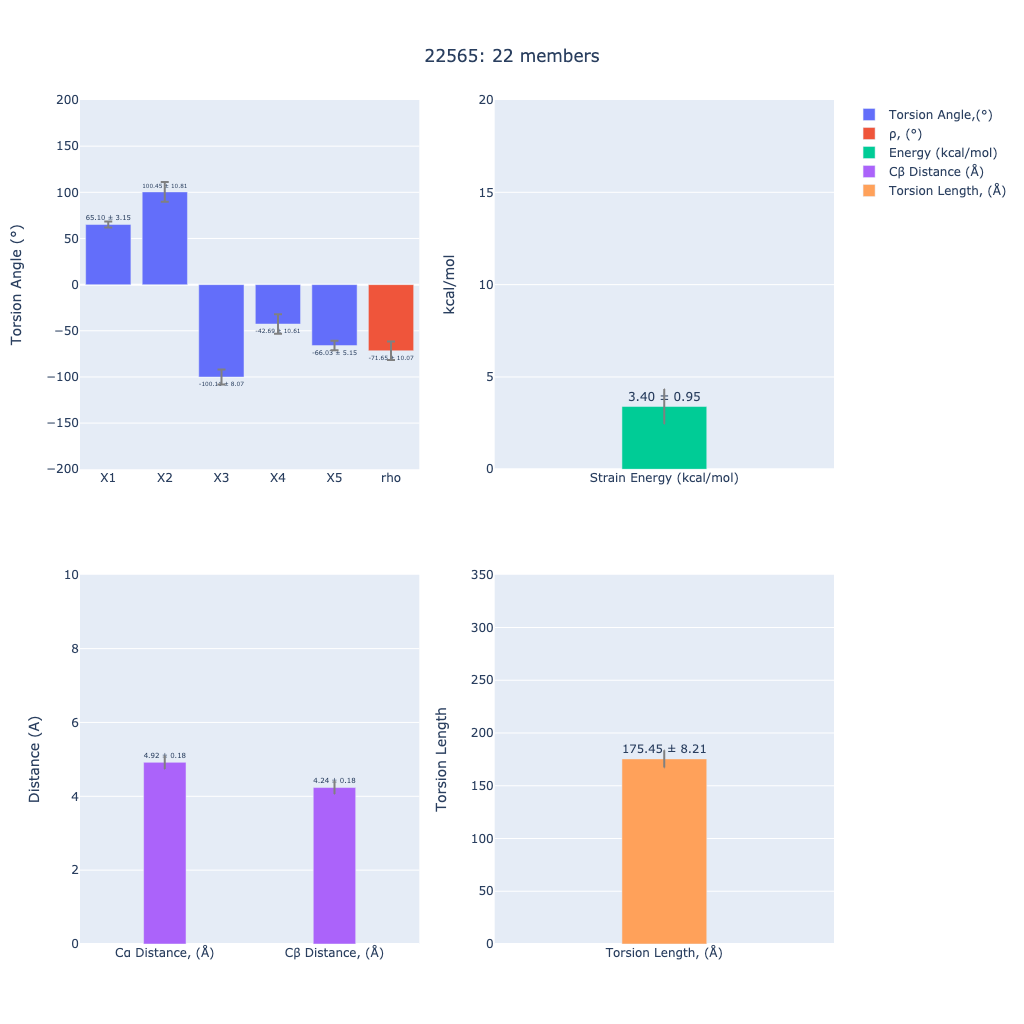 22565: 22 members
200
150
100
50
0
−50
−100
−150
−200
Torsion Angle (°)
65.10 ± 3.15
100.45 ± 10.81
± 8.07
-42.69 ± 10.61
-66.03 ± 5.15
-71.65 ± 10.07
X1
X2
X3
X4
X5
rho
20
15
10
5
0
kcal/mol
3.40 ± 0.95
Strain Energy (kcal/mol)
Torsion Angle,(°)
ρ, (°)
Energy (kcal/mol)
Cβ Distance (Å)
Torsion Length, (Å)
10
8
6
4
2
0
Distance (A)
4.92 ± 0.18
4.24 ± 0.18
Cα Distance, (Å)
Cβ Distance, (Å)
350
300
250
200
150
100
50
0
Torsion Length
175.45 ± 8.21
Torsion Length, (Å)